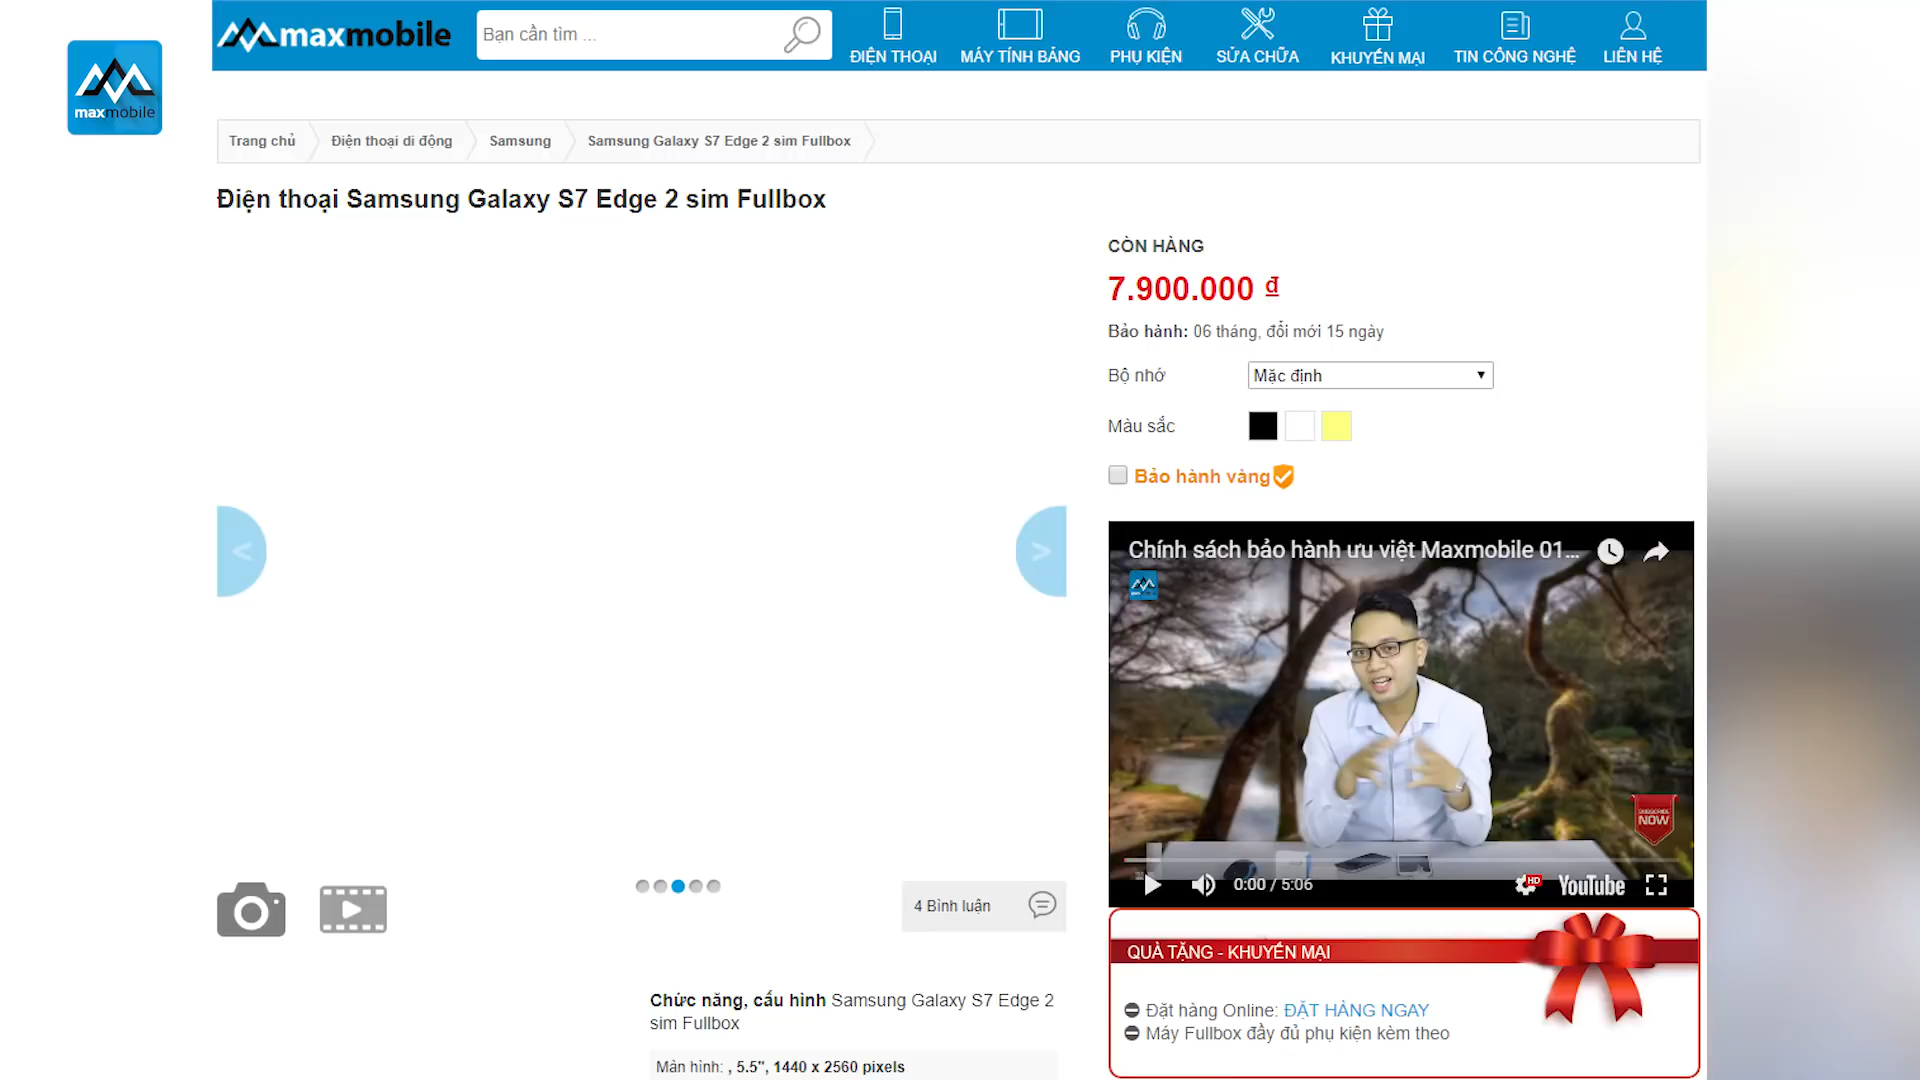 maxmobile
maxmobile
Bạn cần tìm ...
ĐIỆN THOẠI
MÁY TÍNH BẢNG
PHỤ KIỆN
SỬA CHỮA
KHUYẾN MẠI
TIN CÔNG NGHỆ
LIÊN HỆ
Trang chủ
Điện thoại di động
Samsung
Samsung Galaxy S7 Edge 2 sim Fullbox
Điện thoại Samsung Galaxy S7 Edge 2 sim Fullbox
CÒN HÀNG
7.900.000 ₫
Bảo hành: 06 tháng, đổi mới 15 ngày
Bộ nhớ
Mặc định
Màu sắc
Bảo hành vàng
<
>
Chính sách bảo hành ưu việt Maxmobile 01...
SUBSCRIBE
NOW
0:00 / 5:06
HD
YouTube
4 Bình luận
QUÀ TẶNG - KHUYẾN MẠI
Đặt hàng Online: ĐẶT HÀNG NGAY
Máy Fullbox đầy đủ phụ kiện kèm theo
Chức năng, cấu hình Samsung Galaxy S7 Edge 2
sim Fullbox
Màn hình: , 5.5", 1440 x 2560 pixels